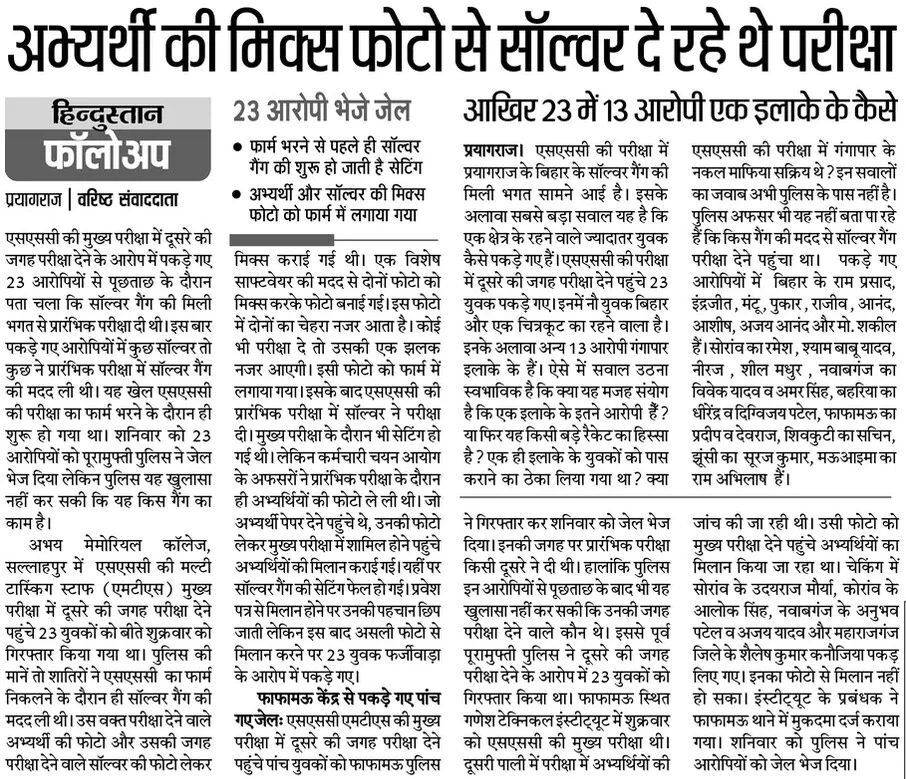 अभ्यर्थी की मिक्स फोटो से सॉल्वर दे रहे थे परीक्षा
हिन्दुस्तान
फॉलोअप
प्रयागराज | वरिष्ठ संवाददाता
एसएससी की मुख्य परीक्षा में दूसरे की
जगह परीक्षा देने के आरोप में पकड़े गए
23 आरोपियों से पूछताछ के दौरान
पता चला कि सॉल्वर गैंग की मिली
भगत से प्रारंभिक परीक्षा दी थी। इस बार
पकड़े गए आरोपियों में कुछ सॉल्वर तो
कुछ ने प्रारंभिक परीक्षा में सॉल्वर गैंग
की मदद ली थी। यह खेल एसएससी
की परीक्षा का फार्म भरने के दौरान ही
शुरू हो गया था। शनिवार को 23
आरोपियों को पूरामुफ्ती पुलिस ने जेल
भेज दिया लेकिन पुलिस यह खुलासा
नहीं कर सकी कि यह किस गैंग का
काम है।
अभय मेमोरियल कॉलेज,
सल्लाहपुर में एसएससी की मल्टी
टास्किंग स्टाफ (एमटीएस) मुख्य
परीक्षा में दूसरे की जगह परीक्षा देने
पहुंचे 23 युवकों को बीते शुक्रवार को
गिरफ्तार किया गया था। पुलिस की
मानें तो शातिरों ने एसएससी का फार्म
निकलने के दौरान ही सॉल्वर गैंग की
मदद ली थी। उस वक्त परीक्षा देने वाले
अभ्यर्थी की फोटो और उसकी जगह
परीक्षा देने वाले सॉल्वर की फोटो लेकर
23 आरोपी भेजे जेल
• फार्म भरने से पहले ही सॉल्वर
गैंग की शुरू हो जाती है सेटिंग
• अभ्यर्थी और सॉल्वर की मिक्स
फोटो को फार्म में लगाया गया
मिक्स कराई गई थी। एक विशेष
साफ्टवेयर की मदद से दोनों फोटो को
मिक्स करके फोटो बनाई गई। इस फोटो
में दोनों का चेहरा नजर आता है। कोई
भी परीक्षा दे तो उसकी एक झलक
नजर आएगी। इसी फोटो को फार्म में
लगाया गया। इसके बाद एसएससी की
प्रारंभिक परीक्षा में सॉल्वर ने परीक्षा
दी। मुख्य परीक्षा के दौरान भी सेटिंग हो
गई थी। लेकिन कर्मचारी चयन आयोग
के अफसरों ने प्रारंभिक परीक्षा के दौरान
ही अभ्यर्थियों की फोटो ले ली थी। जो
अभ्यर्थी पेपर देने पहुंचे थे, उनकी फोटो
लेकर मुख्य परीक्षा में शामिल होने पहुंचे
अभ्यर्थियों की मिलान कराई गई। यहीं पर
सॉल्वर गैंग की सेटिंग फेल हो गई। प्रवेश
पत्र से मिलान होने पर उनकी पहचान छिप
जाती लेकिन इस बाद असली फोटो से
मिलान करने पर 23 युवक फर्जीवाड़ा
के आरोप में पकड़े गए।
फाफामऊ केंद्र से पकड़े गए पांच
गए जेल: एसएससी एमटीएस की मुख्य
परीक्षा में दूसरे की जगह परीक्षा देने
पहुंचे पांच युवकों को फाफामऊ पुलिस
ने गिरफ्तार कर शनिवार को जेल भेज
दिया। इनकी जगह पर प्रारंभिक परीक्षा
किसी दूसरे ने दी थी। हालांकि पुलिस
इन आरोपियों से पूछताछ के बाद भी यह
खुलासा नहीं कर सकी कि उनकी जगह
परीक्षा देने वाले कौन थे। इससे पूर्व
पूरामुफ्ती पुलिस ने दूसरे की जगह
परीक्षा देने के आरोप में 23 युवकों को
गिरफ्तार किया था। फाफामऊ स्थित
गणेश टेक्निकल इंस्टीट्यूट में शुक्रवार
को एसएससी की मुख्य परीक्षा थी।
दूसरी पाली में परीक्षा में अभ्यर्थियों की
जांच की जा रही थी। उसी फोटो को
मुख्य परीक्षा देने पहुंचे अभ्यर्थियों का
मिलान किया जा रहा था। चेकिंग में
सोरांव के उदयराज मौर्या, कोरांव के
आलोक सिंह, नवाबगंज के अनुभव
पटेल व अजय यादव और महाराजगंज
जिले के शैलेष कुमार कनौजिया पकड़
लिए गए। इनका फोटो से मिलान नहीं
हो सका। इंस्टीट्यूट के प्रबंधक ने
फाफामऊ थाने में मुकदमा दर्ज कराया
गया। शनिवार को पुलिस ने पांच
आरोपियों को जेल भेज दिया।
आखिर 23 में 13 आरोपी एक इलाके के कैसे
प्रयागराज। एसएससी की परीक्षा में
प्रयागराज के बिहार के सॉल्वर गैंग की
मिली भगत सामने आई है। इसके
अलावा सबसे बड़ा सवाल यह है कि
एक क्षेत्र के रहने वाले ज्यादातर युवक
कैसे पकड़े गए हैं। एसएससी की परीक्षा
में दूसरे की जगह परीक्षा देने पहुंचे 23
युवक पकड़े गए। इनमें नौ युवक बिहार
और एक चित्रकूट का रहने वाला है।
इनके अलावा अन्य 13 आरोपी गंगापार
इलाके के हैं। ऐसे में सवाल उठना
स्वभाविक है कि क्या यह मजह संयोग
है कि एक इलाके के इतने आरोपी हैं?
या फिर यह किसी बड़े रैकेट का हिस्सा
है? एक ही इलाके के युवकों को पास
कराने का ठेका लिया गया था? क्या
एसएससी की परीक्षा में गंगापार के
नकल माफिया सक्रिय थे? इन सवालों
का जवाब अभी पुलिस के पास नहीं है।
पुलिस अफसर भी यह नहीं बता पा रहे
हैं कि किस गैंग की मदद से सॉल्वर गैंग
परीक्षा देने पहुंचा था। पकड़े गए
आरोपियों में बिहार के राम प्रसाद,
इंद्रजीत, मंटू, पुकार, राजीव, आनंद,
आशीष, अजय आनंद और मो. शकील
हैं। सोरांव का रमेश, श्याम बाबू यादव,
नीरज, शील मधुर, नवाबगंज का
विवेक यादव व अमर सिंह, बहरिया का
धीरेंद्र व दिग्विजय पटेल, फाफामऊ का
प्रदीप व देवराज, शिवकुटी का सचिन,
झूंसी का सूरज कुमार, मऊआइमा का
राम अभिलाष हैं।